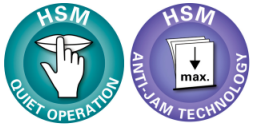 HSM
QUIET OPERATION
HSM
max.
ANTI-JAM TECHNOLOGY